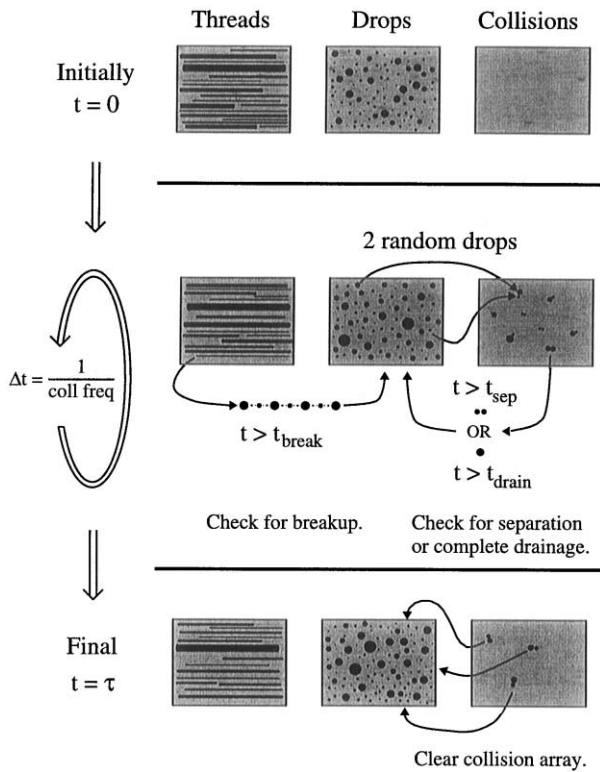 Threads Drops Collisions
Initially
t = 0
2 random drops
Δt = 1
coll freq
t > t_break
t > t_sep
OR
t > t_drain
Check for breakup.
Check for separation
or complete drainage.
Final
t = τ
Clear collision array.